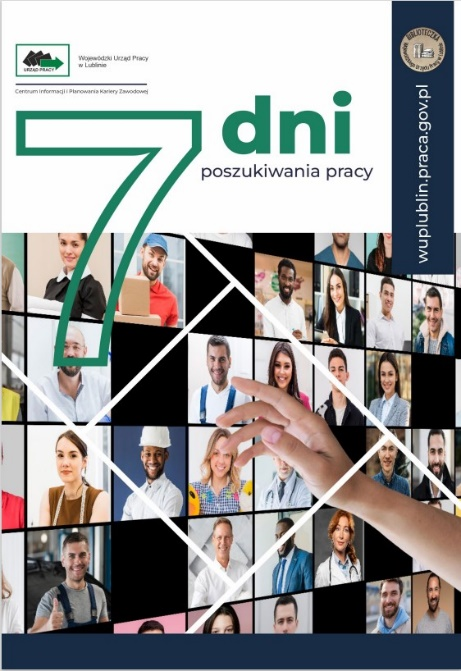 URZĄD PRACY
Wojewódzki Urząd Pracy
w Lublinie
Centrum Informacji i Planowania Kariery Zawodowej
7 dni
poszukiwania pracy
BIBLIOTECZKA
wuplublin.praca.gov.pl